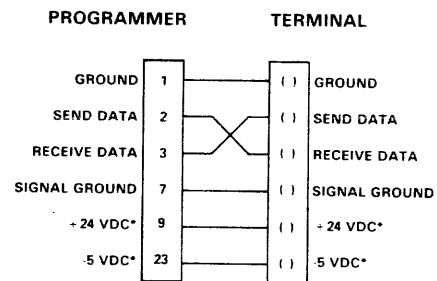 PROGRAMMER TERMINAL
GROUND 1 ( ) GROUND
SEND DATA 2 ( ) SEND DATA
RECEIVE DATA 3 ( ) RECEIVE DATA
SIGNAL GROUND 7 ( ) SIGNAL GROUND
+24 VDC* 9 ( ) +24 VDC*
-5 VDC* 23 ( ) -5 VDC*